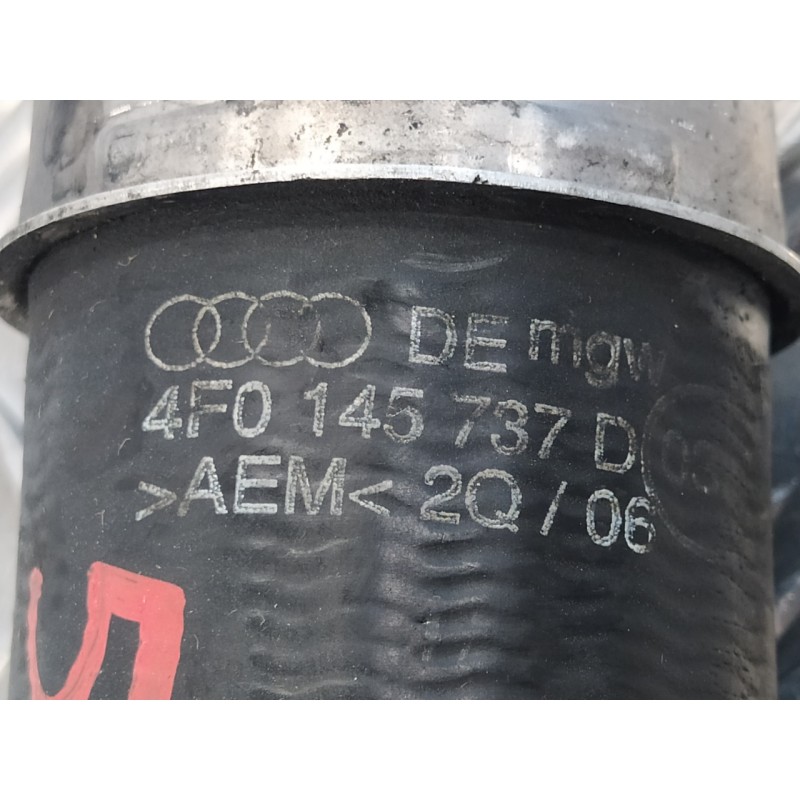 DE mgw
4F0 145 737 D
>AEM< 2Q / 06